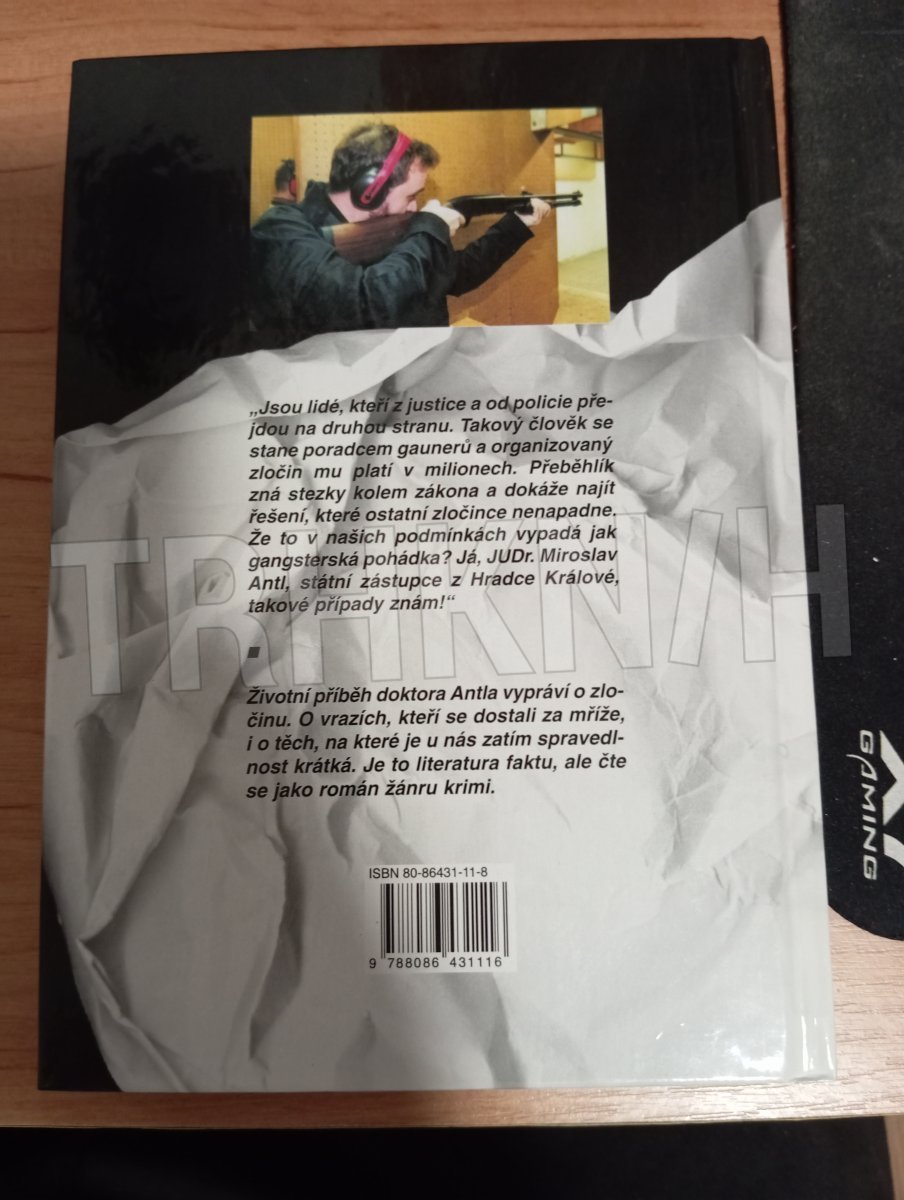 „Jsou lidé, kteří z justice a od policie pře-
jdou na druhou stranu. Takový člověk se
stane poradcem gaunerů a organizovaný
zločin mu platí v milionech. Přeběhlík
zná stezky kolem zákona a dokáže najít
řešení, které ostatní zločince nenapadne.
Že to v našich podmínkách vypadá jak
gangsterská pohádka? Já, JUDr. Miroslav
Antl, státní zástupce z Hradce Králové,
takové případy znám!“
TRHKN/H
Životní příběh doktora Antla vypráví o zlo-
činu. O vrazích, kteří se dostali za mříže,
i o těch, na které je u nás zatím spravedl-
nost krátká. Je to literatura faktu, ale čte
se jako román žánru krimi.
ISBN 80-86431-11-8
9 788086 431116
GAMING